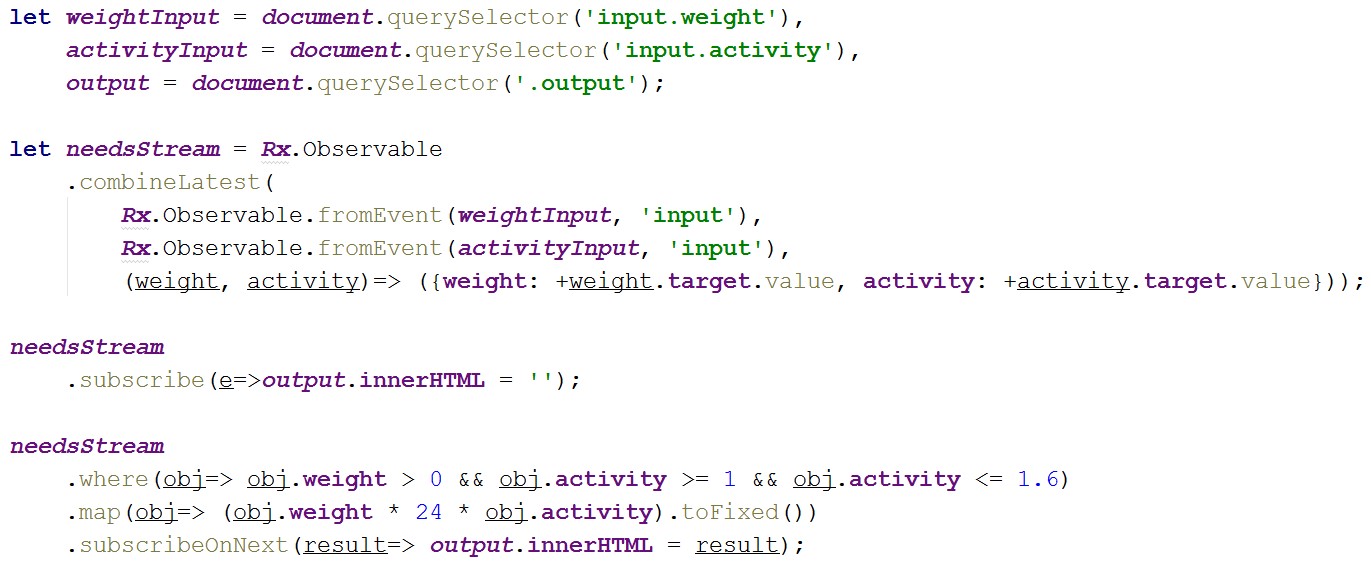 let weightInput = document.querySelector('input.weight'),
    activityInput = document.querySelector('input.activity'),
    output = document.querySelector('.output');

let needsStream = Rx.Observable
    .combineLatest(
        Rx.Observable.fromEvent(weightInput, 'input'),
        Rx.Observable.fromEvent(activityInput, 'input'),
        (weight, activity)=> ({weight: +weight.target.value, activity: +activity.target.value}));

needsStream
    .subscribe(e=>output.innerHTML = '');

needsStream
    .where(obj=> obj.weight > 0 && obj.activity >= 1 && obj.activity <= 1.6)
    .map(obj=> (obj.weight * 24 * obj.activity).toFixed())
    .subscribeOnNext(result=> output.innerHTML = result);